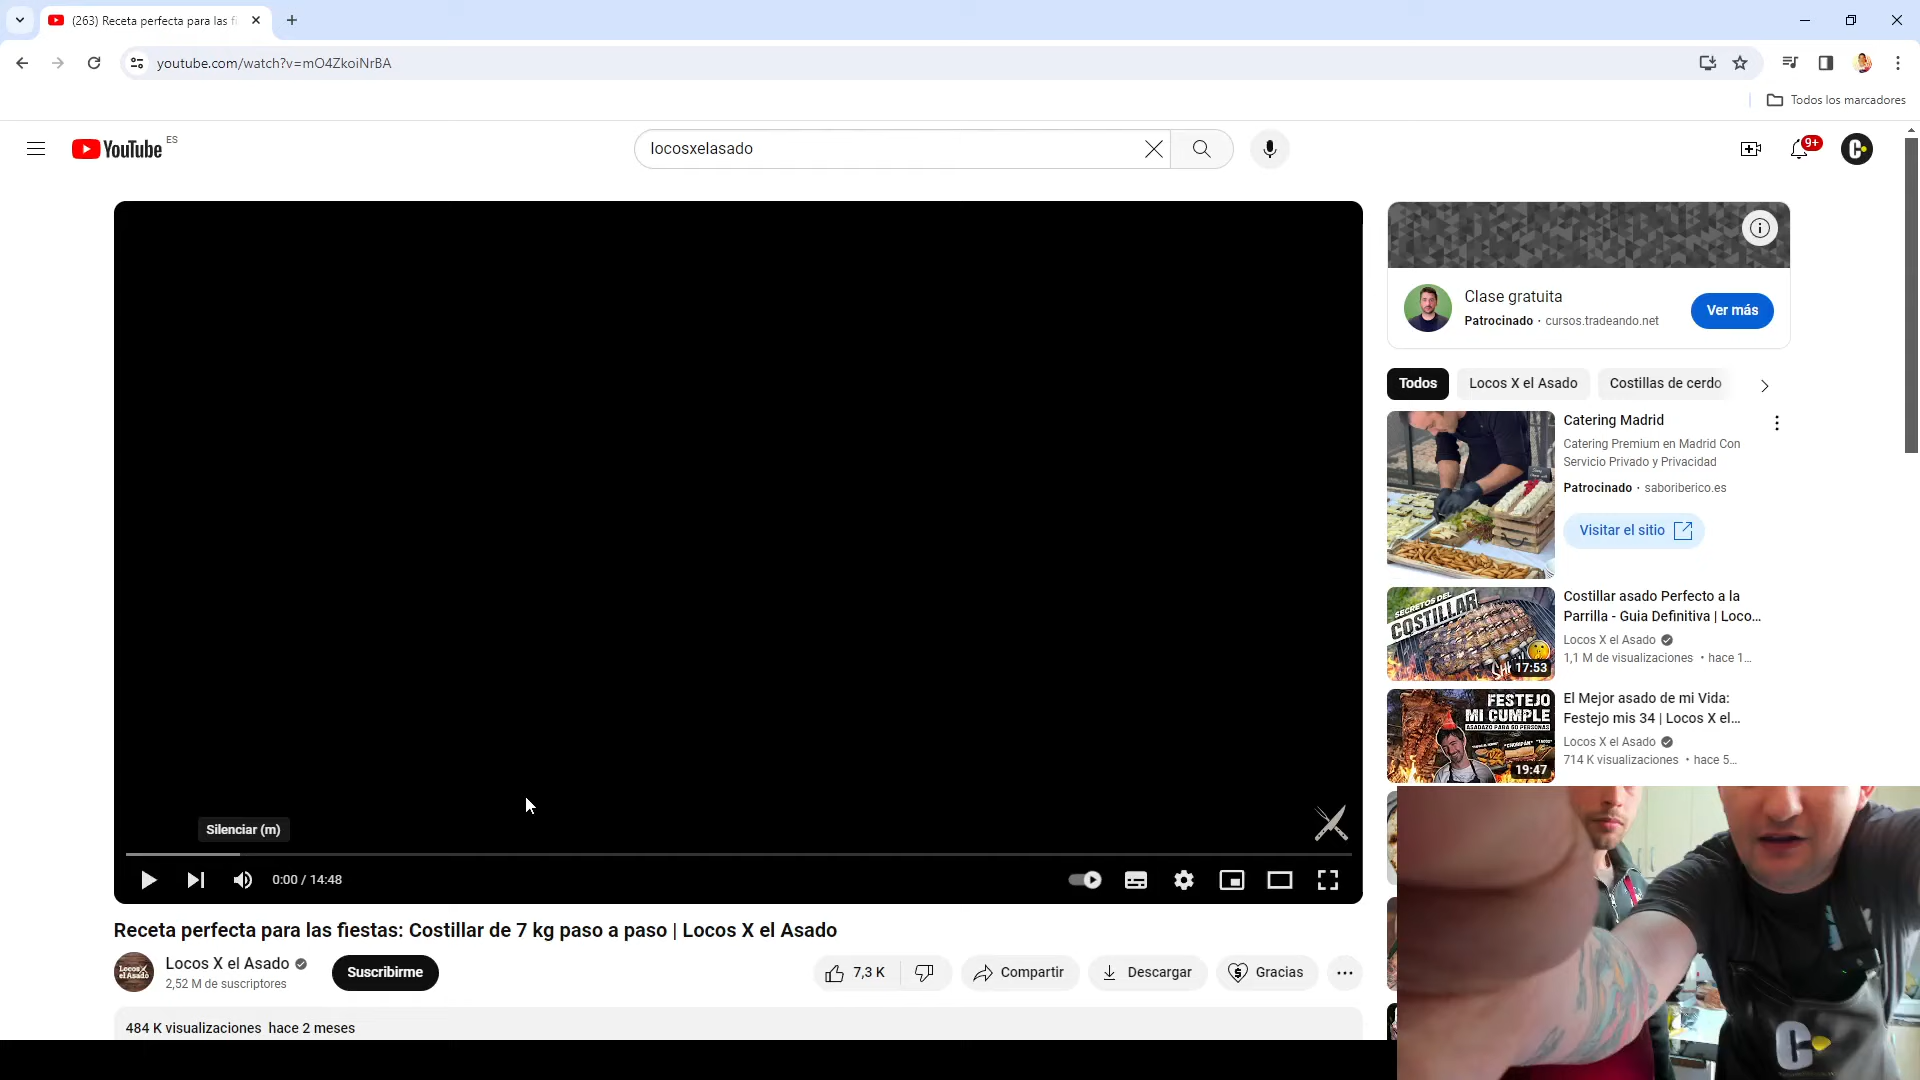 (263) Receta perfecta para las fi
youtube.com/watch?v=mO4ZkoiNrBA
Todos los marcadores
YouTube ES
locosxelasado
9+
Clase gratuita
Patrocinado · cursos.tradeando.net
Ver más
Todos
Locos X el Asado
Costillas de cerdo
Catering Madrid
Catering Premium en Madrid Con
Servicio Privado y Privacidad
Patrocinado · saboriberico.es
Visitar el sitio
SECRETOS DEL
COSTILLAR
17:53
Costillar asado Perfecto a la
Parrilla - Guia Definitiva | Loco...
Locos X el Asado
1,1 M de visualizaciones • hace 1...
FESTEJO
MI CUMPLE
ASADAZO PARA 60 PERSONAS
19:47
El Mejor asado de mi Vida:
Festejo mis 34 | Locos X el...
Locos X el Asado
714 K visualizaciones • hace 5...
Silenciar (m)
0:00 / 14:48
Receta perfecta para las fiestas: Costillar de 7 kg paso a paso | Locos X el Asado
Locos X el Asado
2,52 M de suscriptores
Suscribirme
7,3 K
Compartir
Descargar
Gracias
484 K visualizaciones hace 2 meses